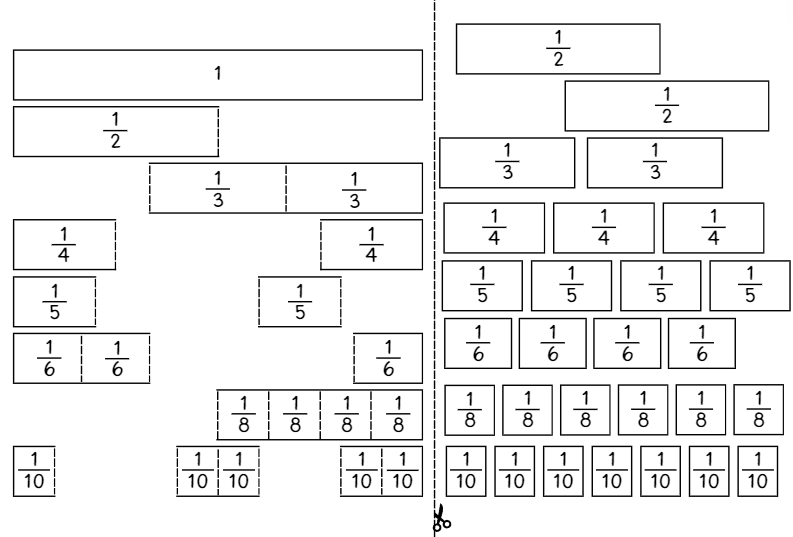 1
1/2
1/3 1/3
1/4 1/4
1/5 1/5
1/6 1/6 1/6
1/8 1/8 1/8 1/8
1/10 1/10 1/10 1/10 1/10
1/2
1/2
1/3 1/3
1/4 1/4 1/4
1/5 1/5 1/5 1/5
1/6 1/6 1/6 1/6
1/8 1/8 1/8 1/8 1/8 1/8
1/10 1/10 1/10 1/10 1/10 1/10 1/10